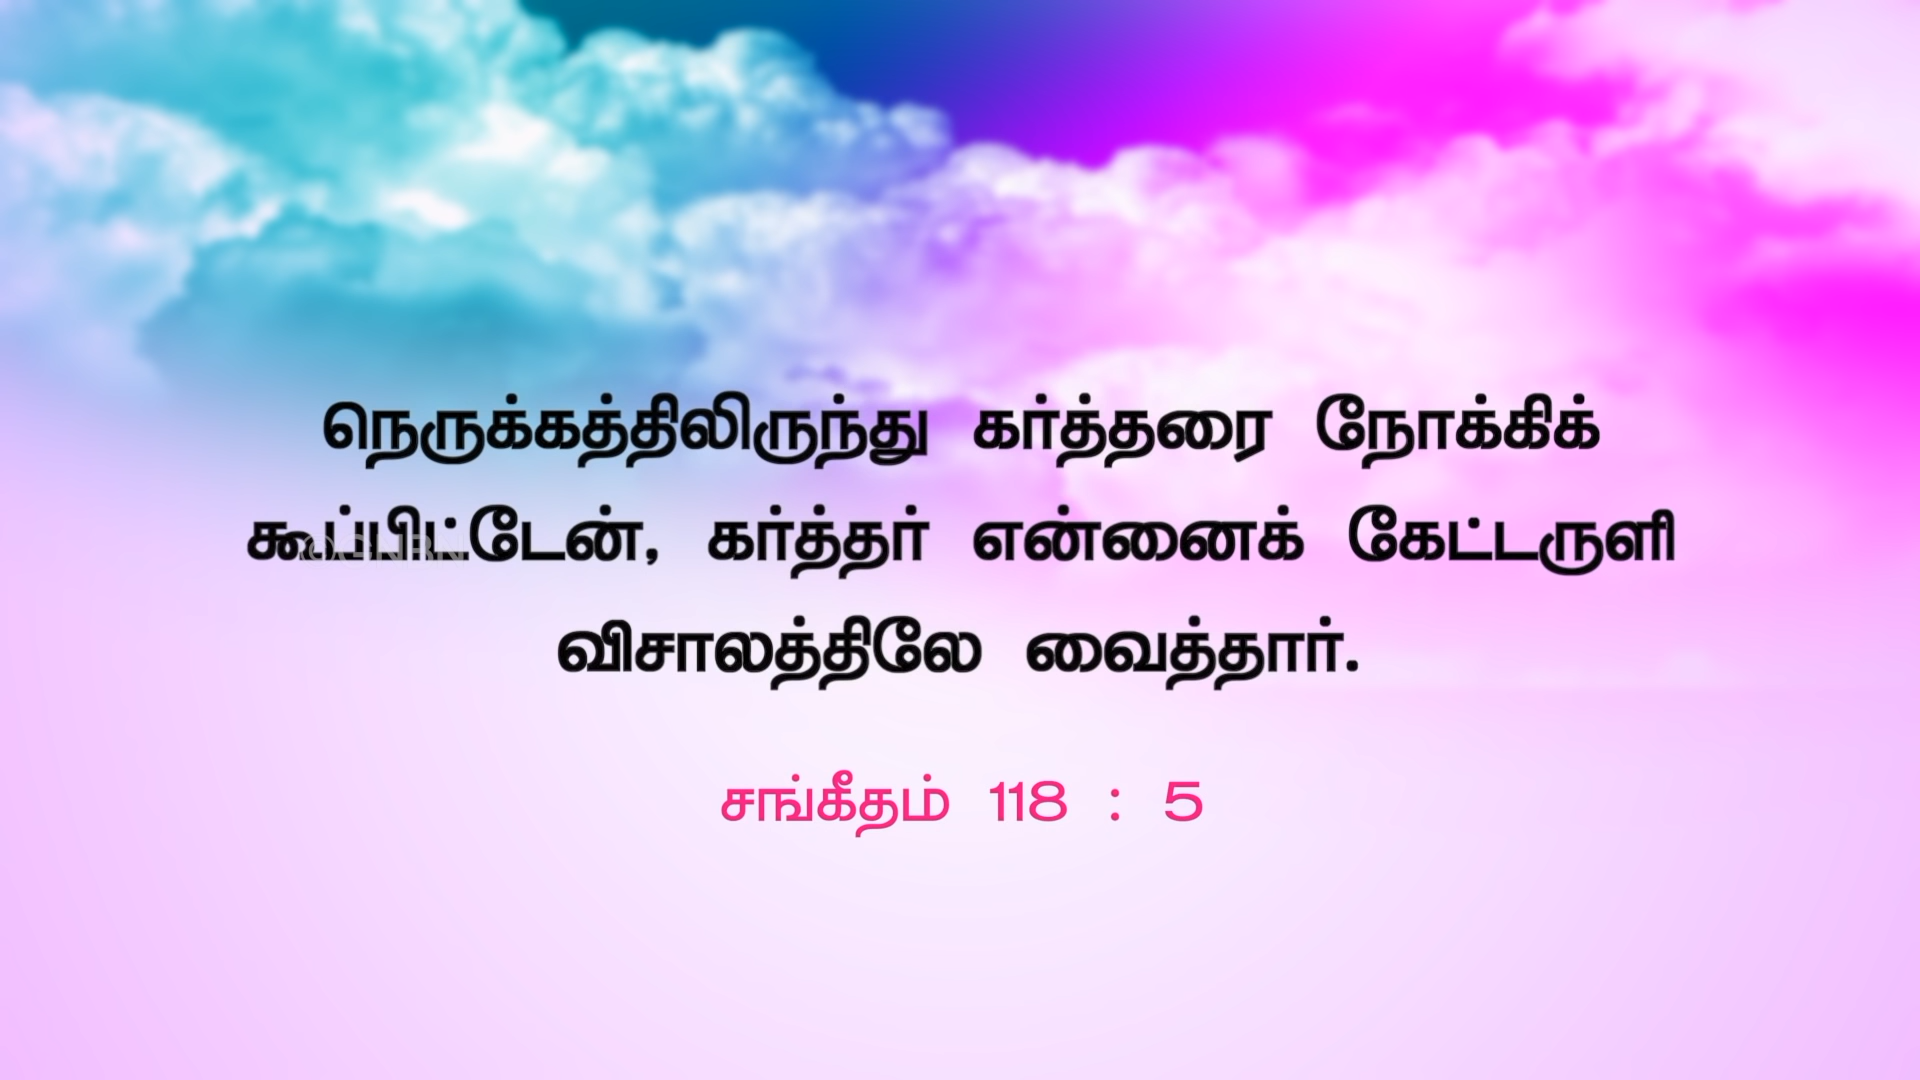 நெருக்கத்திலிருந்து கர்த்தரை நோக்கிக்
கூப்பிட்டேன், கர்த்தர் என்னைக் கேட்டருளி
விசாலத்திலே வைத்தார்.
சங்கீதம் 118 : 5